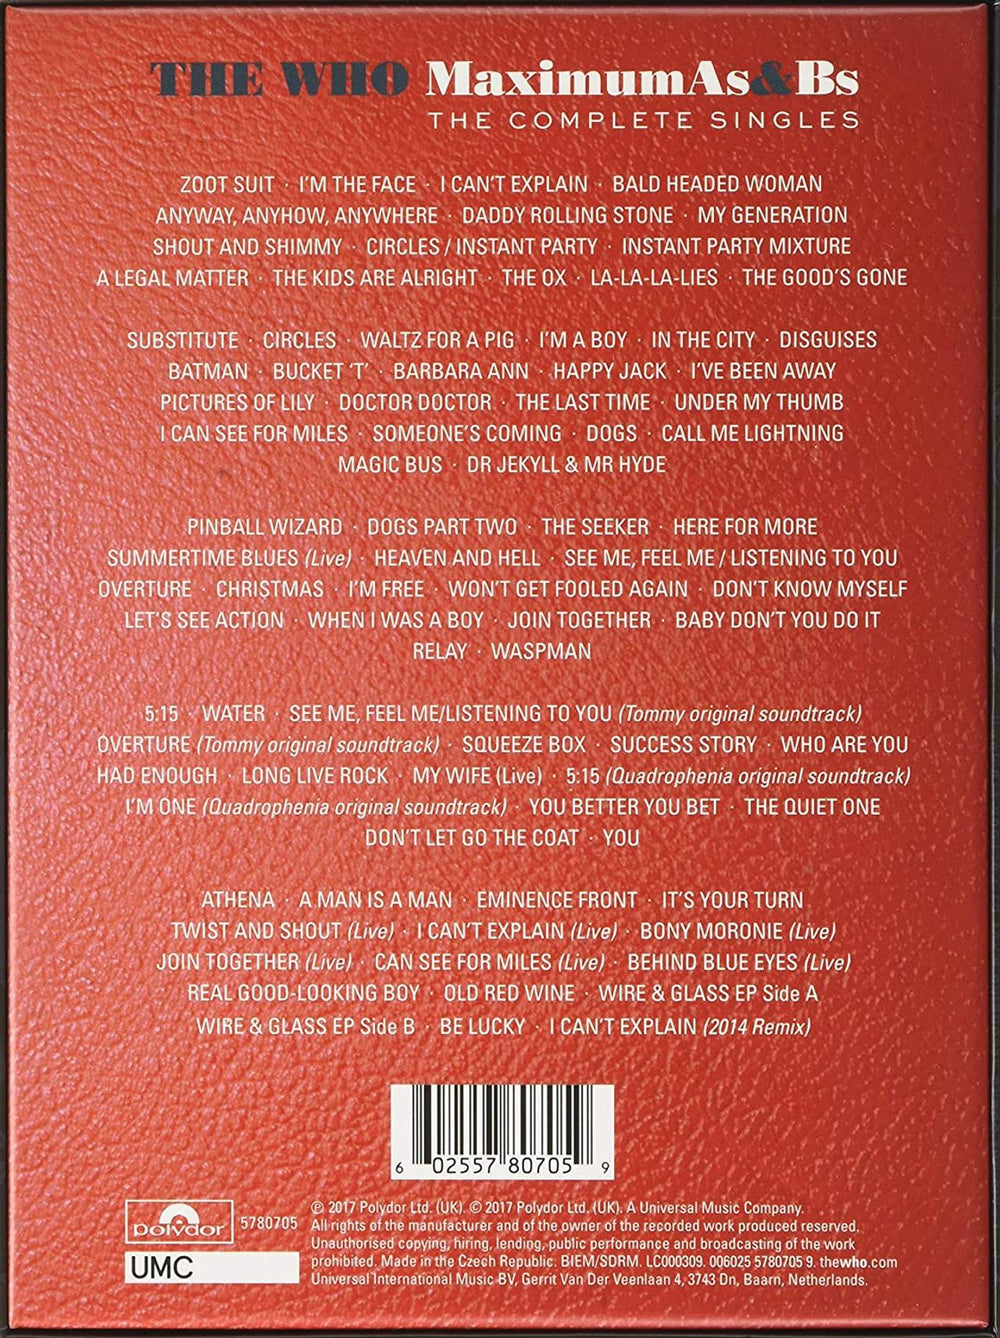 THE WHO MaximumAs&Bs
THE COMPLETE SINGLES
ZOOT SUIT · I'M THE FACE · I CAN'T EXPLAIN · BALD HEADED WOMAN
ANYWAY, ANYHOW, ANYWHERE · DADDY ROLLING STONE · MY GENERATION
SHOUT AND SHIMMY · CIRCLES / INSTANT PARTY · INSTANT PARTY MIXTURE
A LEGAL MATTER · THE KIDS ARE ALRIGHT · THE OX · LA-LA-LA-LIES · THE GOOD'S GONE
SUBSTITUTE · CIRCLES · WALTZ FOR A PIG · I'M A BOY · IN THE CITY · DISGUISES
BATMAN · BUCKET 'T' · BARBARA ANN · HAPPY JACK · I'VE BEEN AWAY
PICTURES OF LILY · DOCTOR DOCTOR · THE LAST TIME · UNDER MY THUMB
I CAN SEE FOR MILES · SOMEONE'S COMING · DOGS · CALL ME LIGHTNING
MAGIC BUS · DR JEKYLL & MR HYDE
PINBALL WIZARD · DOGS PART TWO · THE SEEKER · HERE FOR MORE
SUMMERTIME BLUES (Live) · HEAVEN AND HELL · SEE ME, FEEL ME / LISTENING TO YOU
OVERTURE · CHRISTMAS · I'M FREE · WON'T GET FOOLED AGAIN · DON'T KNOW MYSELF
LET'S SEE ACTION · WHEN I WAS A BOY · JOIN TOGETHER · BABY DON'T YOU DO IT
RELAY · WASPMAN
5:15 · WATER · SEE ME, FEEL ME/LISTENING TO YOU (Tommy original soundtrack)
OVERTURE (Tommy original soundtrack) · SQUEEZE BOX · SUCCESS STORY · WHO ARE YOU
HAD ENOUGH · LONG LIVE ROCK · MY WIFE (Live) · 5:15 (Quadrophenia original soundtrack)
I'M ONE (Quadrophenia original soundtrack) · YOU BETTER YOU BET · THE QUIET ONE
DON'T LET GO THE COAT · YOU
ATHENA · A MAN IS A MAN · EMINENCE FRONT · IT'S YOUR TURN
TWIST AND SHOUT (Live) · I CAN'T EXPLAIN (Live) · BONY MORONIE (Live)
JOIN TOGETHER (Live) · CAN SEE FOR MILES (Live) · BEHIND BLUE EYES (Live)
REAL GOOD-LOOKING BOY · OLD RED WINE · WIRE & GLASS EP Side A
WIRE & GLASS EP Side B · BE LUCKY · I CAN'T EXPLAIN (2014 Remix)
6 02557 80705 9
polydor
5780705
UMC
℗ 2017 Polydor Ltd. (UK). © 2017 Polydor Ltd. (UK). A Universal Music Company.
All rights of the manufacturer and of the owner of the recorded work produced reserved.
Unauthorised copying, hiring, lending, public performance and broadcasting of the work
prohibited. Made in the Czech Republic. BIEM/SDRM. LC000309. 006025 5780705 9. thewho.com
Universal International Music BV, Gerrit Van Der Veenlaan 4, 3743 Dn, Baarn, Netherlands.